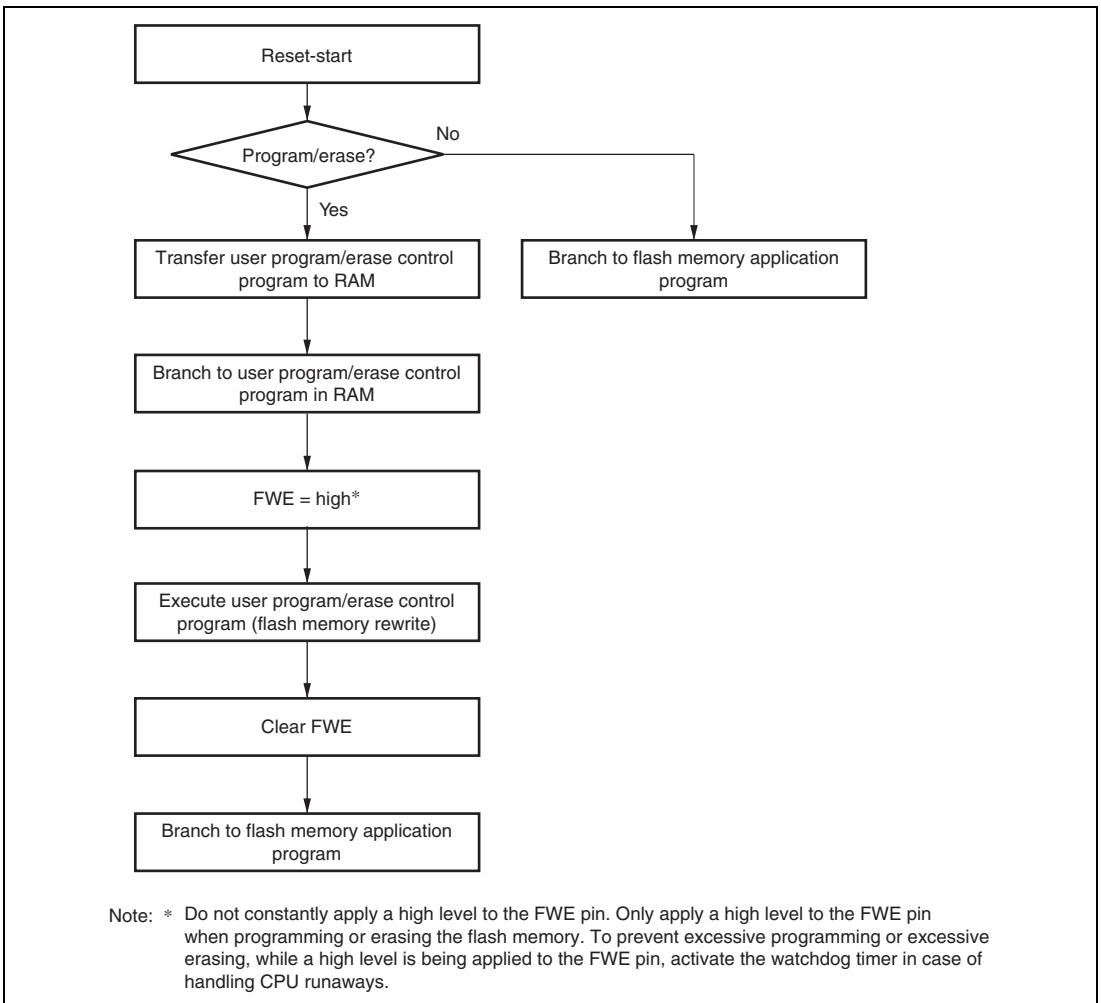 Reset-start
No
Program/erase?
Yes
Transfer user program/erase control
program to RAM
Branch to flash memory application
program
Branch to user program/erase control
program in RAM
FWE = high*
Execute user program/erase control
program (flash memory rewrite)
Clear FWE
Branch to flash memory application
program
Note: * Do not constantly apply a high level to the FWE pin. Only apply a high level to the FWE pin
when programming or erasing the flash memory. To prevent excessive programming or excessive
erasing, while a high level is being applied to the FWE pin, activate the watchdog timer in case of
handling CPU runaways.